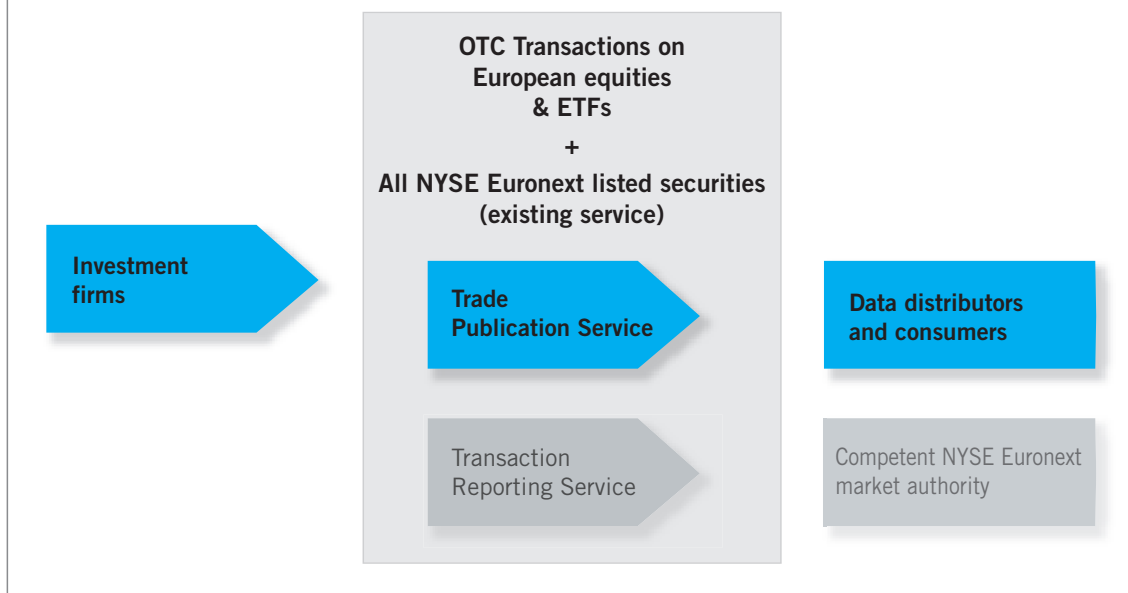 OTC Transactions on
European equities
& ETFs
+
All NYSE Euronext listed securities
(existing service)
Investment
firms
Trade
Publication Service
Data distributors
and consumers
Transaction
Reporting Service
Competent NYSE Euronext
market authority